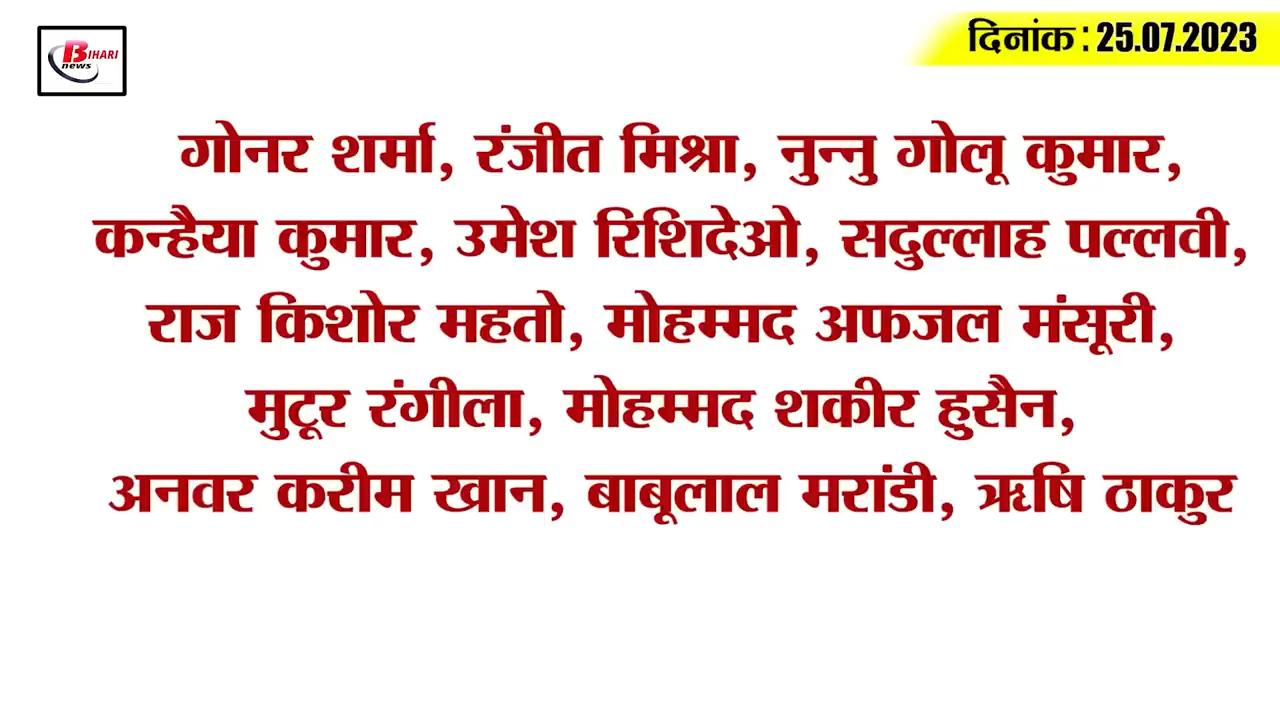 BIHARI
news
दिनांक : 25.07.2023
गोनर शर्मा, रंजीत मिश्रा, नुन्नु गोलू कुमार,
कन्हैया कुमार, उमेश रिशिदेओ, सदुल्लाह पल्लवी,
राज किशोर महतो, मोहम्मद अफजल मंसूरी,
मुटूर रंगीला, मोहम्मद शकीर हुसैन,
अनवर करीम खान, बाबूलाल मरांडी, ऋषि ठाकुर